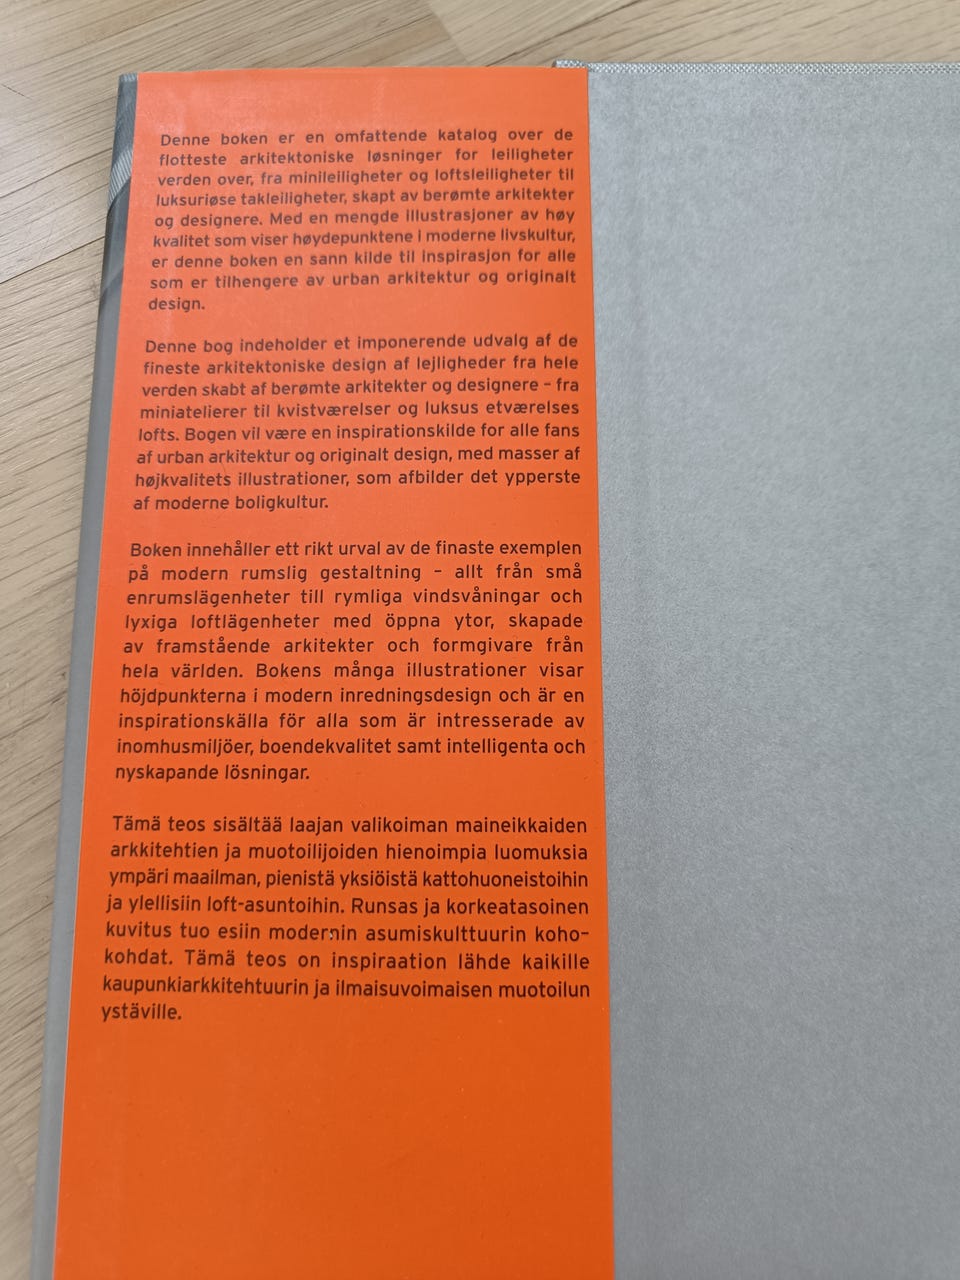 Denne boken er en omfattende katalog over de
flotteste arkitektoniske løsninger for leiligheter
verden over, fra minileiligheter og loftsleiligheter til
luksuriøse takleiligheter, skapt av berømte arkitekter
og designere. Med en mengde illustrasjoner av høy
kvalitet som viser høydepunktene i moderne livskultur,
er denne boken en sann kilde til inspirasjon for alle
som er tilhengere av urban arkitektur og originalt
design.
Denne bog indeholder et imponerende udvalg af de
fineste arkitektoniske design af lejligheder fra hele
verden skabt af berømte arkitekter og designere – fra
miniatelierer til kvistværelser og luksus etværelses
lofts. Bogen vil være en inspirationskilde for alle fans
af urban arkitektur og originalt design, med masser af
højkvalitets illustrationer, som afbilder det ypperste
af moderne boligkultur.
Boken innehåller ett rikt urval av de finaste exemplen
på modern rumslig gestaltning – allt från små
enrumslägenheter till rymliga vindsvåningar och
lyxiga loftlägenheter med öppna ytor, skapade
av framstående arkitekter och formgivare från
hela världen. Bokens många illustrationer visar
höjdpunkterna i modern inredningsdesign och är en
inspirationskälla för alla som är intresserade av
inomhusmiljöer, boendekvalitet samt intelligenta och
nyskapande lösningar.
Tämä teos sisältää laajan valikoiman maineikkaiden
arkkitehtien ja muotoilijoiden hienoimpia luomuksia
ympäri maailman, pienistä yksiöistä kattohuoneistoihin
ja ylellisiin loft-asuntoihin. Runsas ja korkeatasoinen
kuvitus tuo esiin modernin asumiskulttuurin koho-
kohdat. Tämä teos on inspiraation lähde kaikille
kaupunkiarkkitehtuurin ja ilmaisuvoimaisen muotoilun
ystäville.